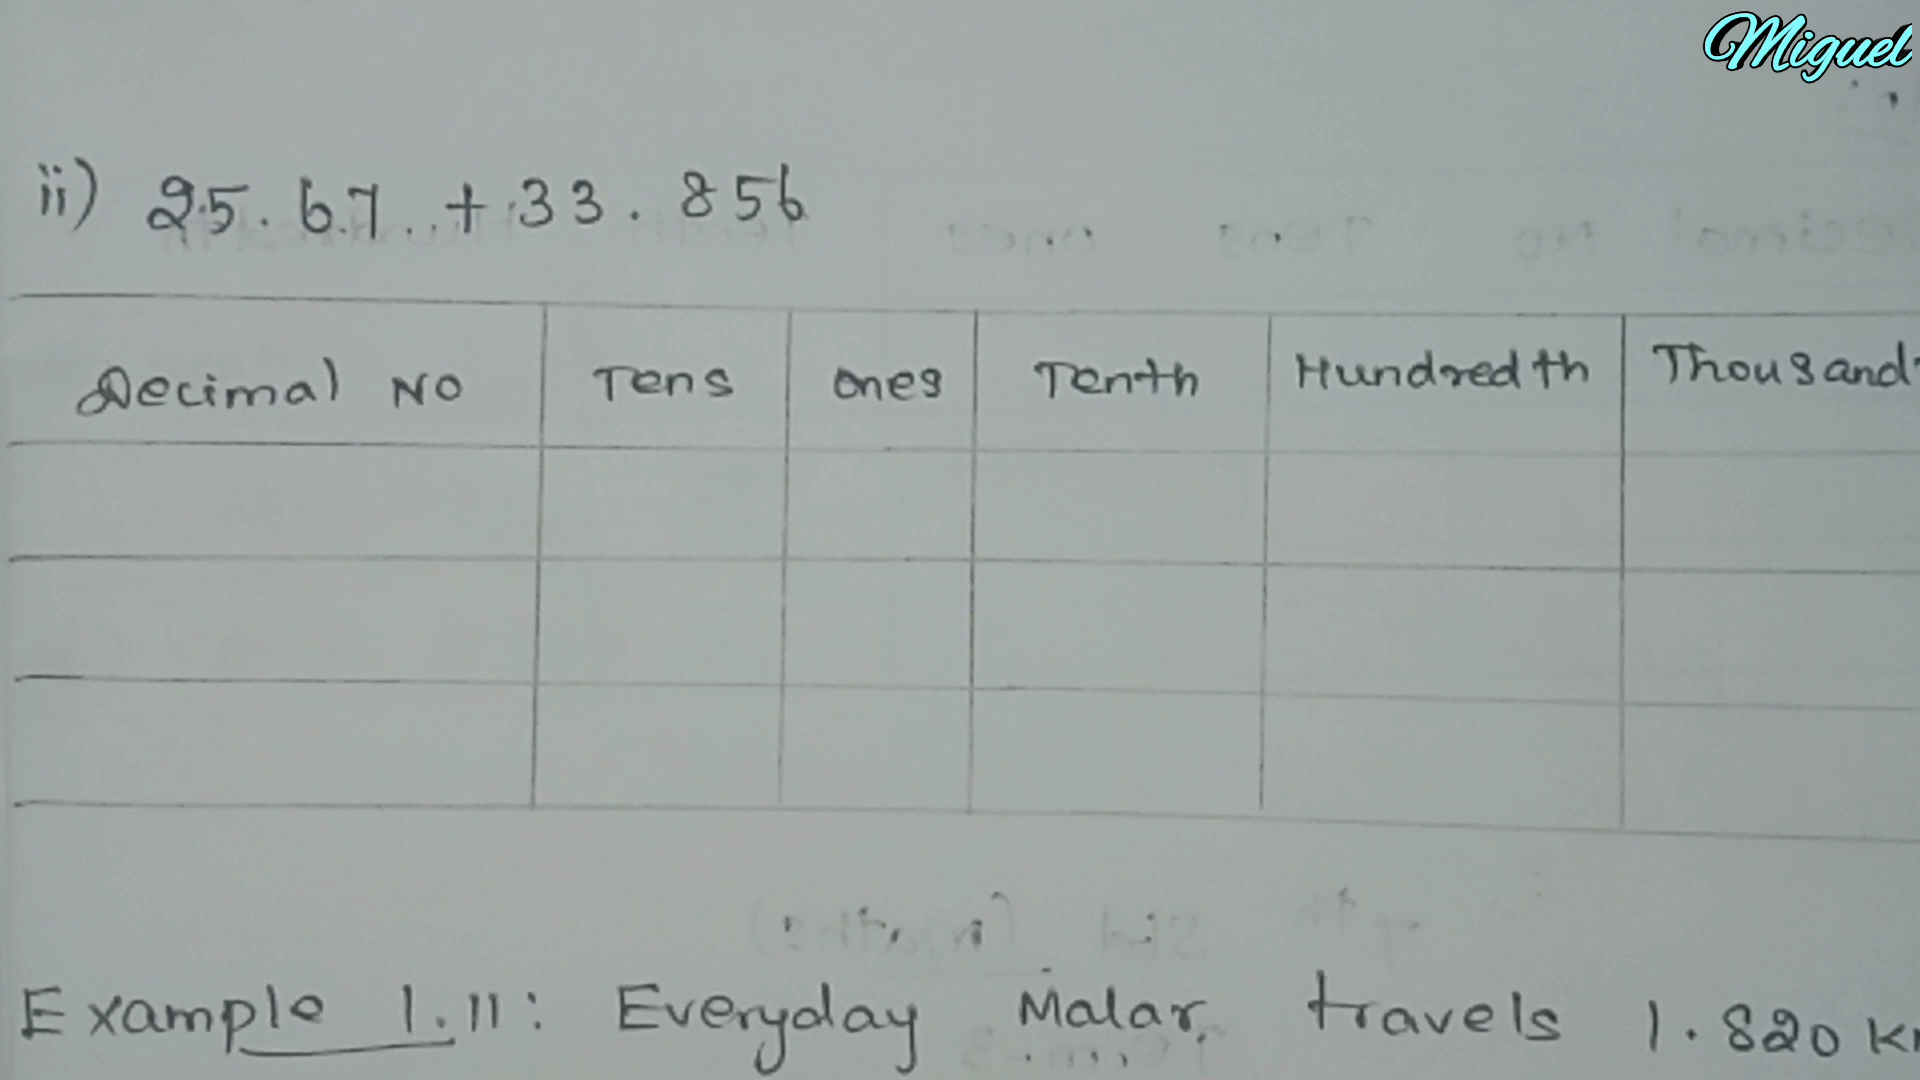 Miguel
ii) 25.67 + 33.856
Decimal No Tens ones Tenth Hundredth Thousand
Example 1.11: Everyday Malar travels 1.820 K